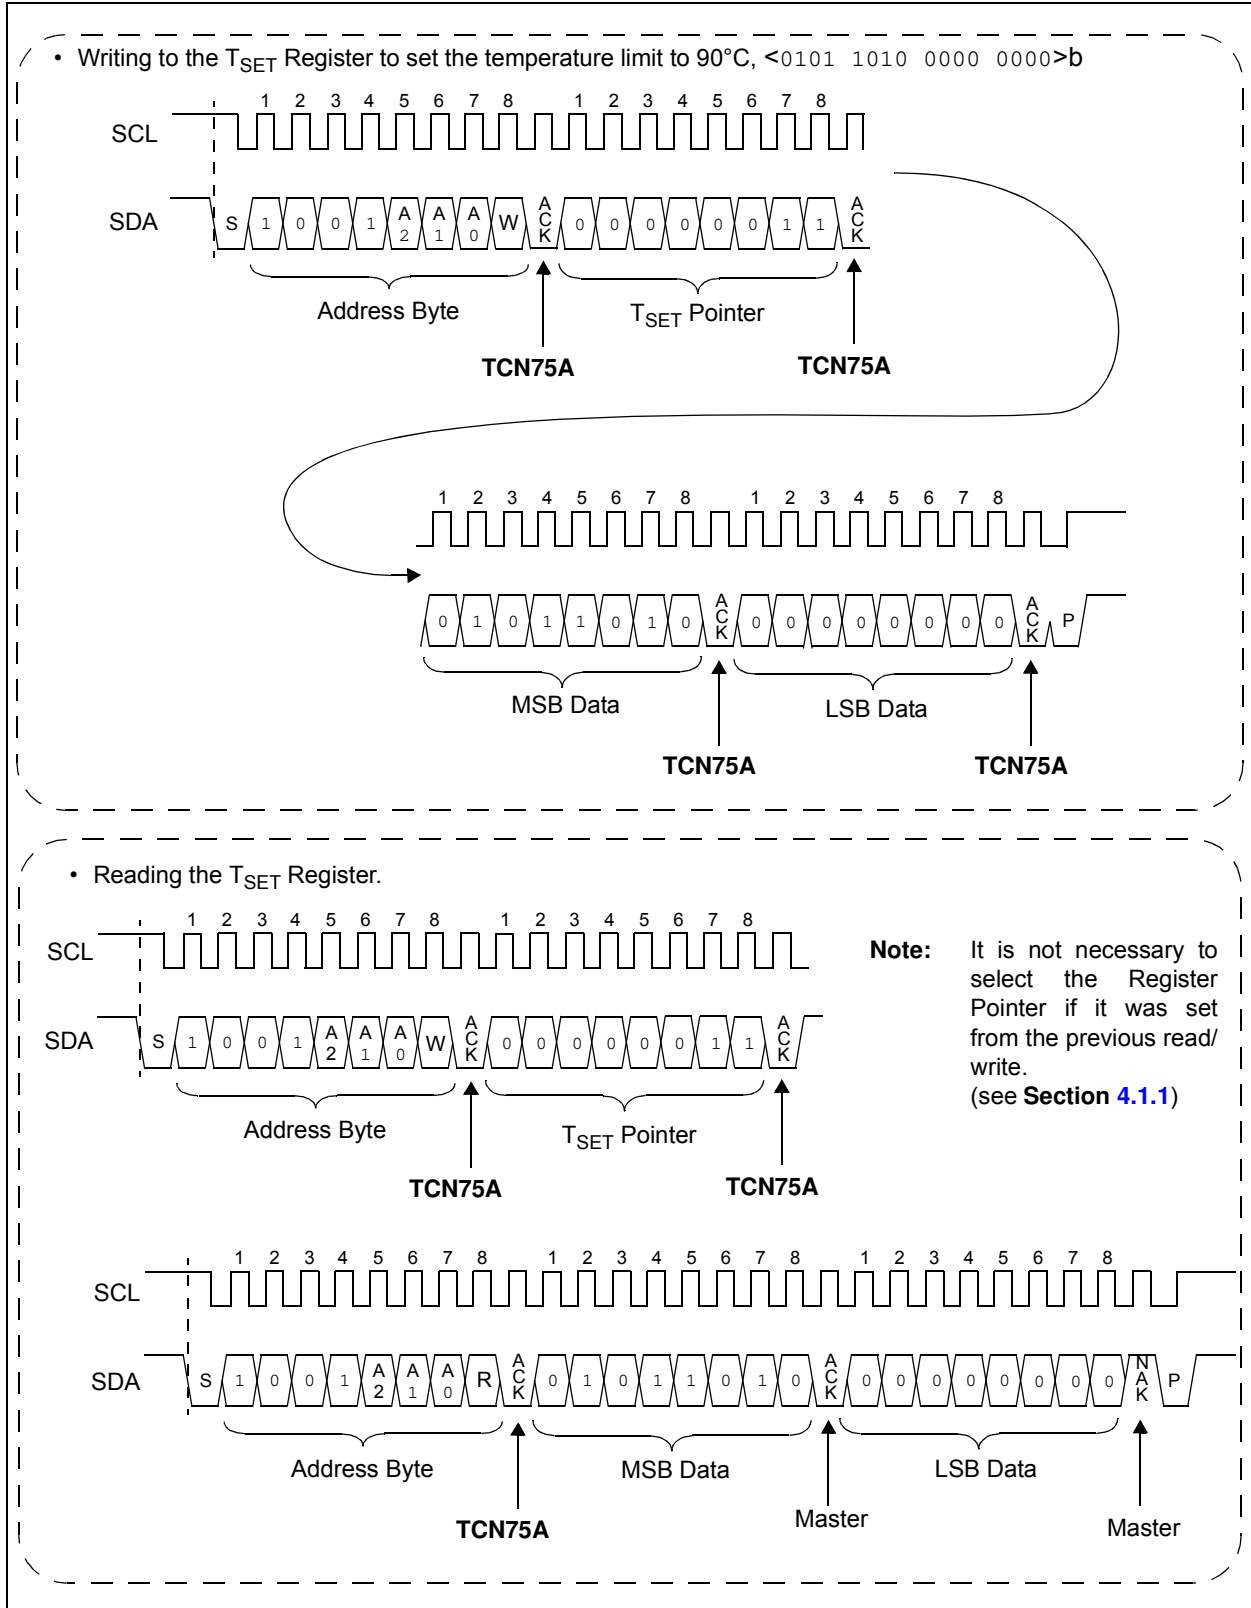 • Writing to the TSET Register to set the temperature limit to 90°C, <0101 1010 0000 0000>b
1 2 3 4 5 6 7 8 1 2 3 4 5 6 7 8
SCL
SDA S 1 0 0 1 A2 A1 A0 W ACK 0 0 0 0 0 0 1 1 ACK
Address Byte TSET Pointer
TCN75A TCN75A
1 2 3 4 5 6 7 8 1 2 3 4 5 6 7 8
0 1 0 1 1 0 1 0 ACK 0 0 0 0 0 0 0 0 ACK P
MSB Data LSB Data
TCN75A TCN75A
• Reading the TSET Register.
1 2 3 4 5 6 7 8 1 2 3 4 5 6 7 8
SCL
SDA S 1 0 0 1 A2 A1 A0 W ACK 0 0 0 0 0 0 1 1 ACK
Address Byte TSET Pointer
TCN75A TCN75A
Note: It is not necessary to
select the Register
Pointer if it was set
from the previous read/
write.
(see Section 4.1.1)
1 2 3 4 5 6 7 8 1 2 3 4 5 6 7 8 1 2 3 4 5 6 7 8
SCL
SDA S 1 0 0 1 A2 A1 A0 R ACK 0 1 0 1 1 0 1 0 ACK 0 0 0 0 0 0 0 0 NAK P
Address Byte MSB Data LSB Data
TCN75A Master Master